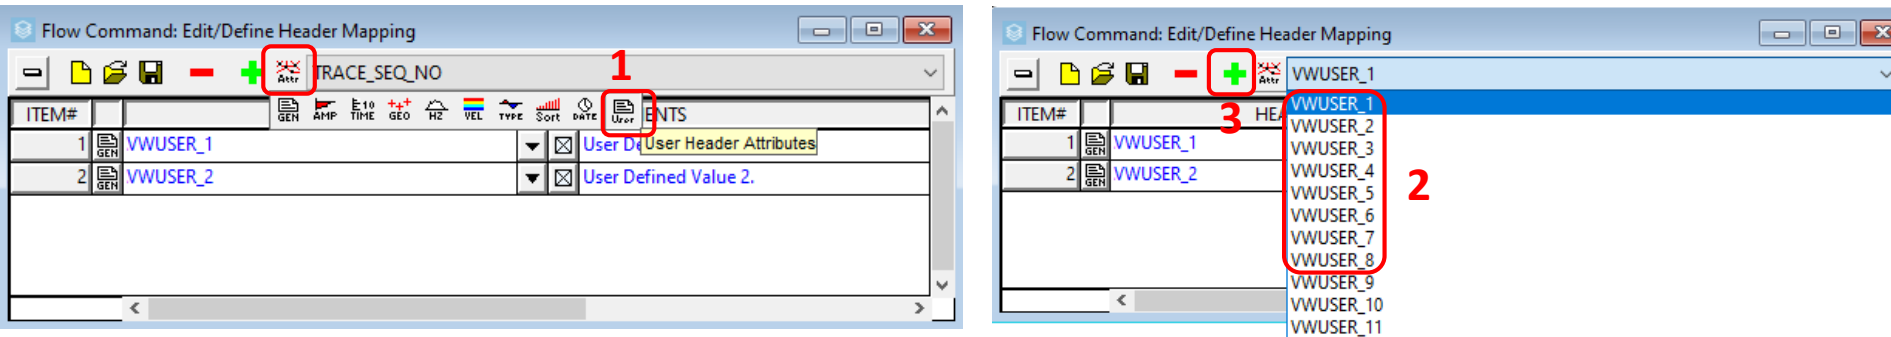 Flow Command: Edit/Define Header Mapping
Attr
TRACE_SEQ_NO
1
GEN AMP E10 TIME GEO HZ VEL TYPE Sort DATE User
ITEM#
ENTS
1 GEN .VWUSER_1 User De
User Header Attributes
2 GEN .VWUSER_2 User Defined Value 2.
Flow Command: Edit/Define Header Mapping
Attr
VWUSER_1
3
ITEM#
HEA
1 GEN .VWUSER_1
2 GEN .VWUSER_2
VWUSER_1
VWUSER_2
VWUSER_3
VWUSER_4
VWUSER_5
VWUSER_6
VWUSER_7
VWUSER_8
VWUSER_9
VWUSER_10
VWUSER_11
2